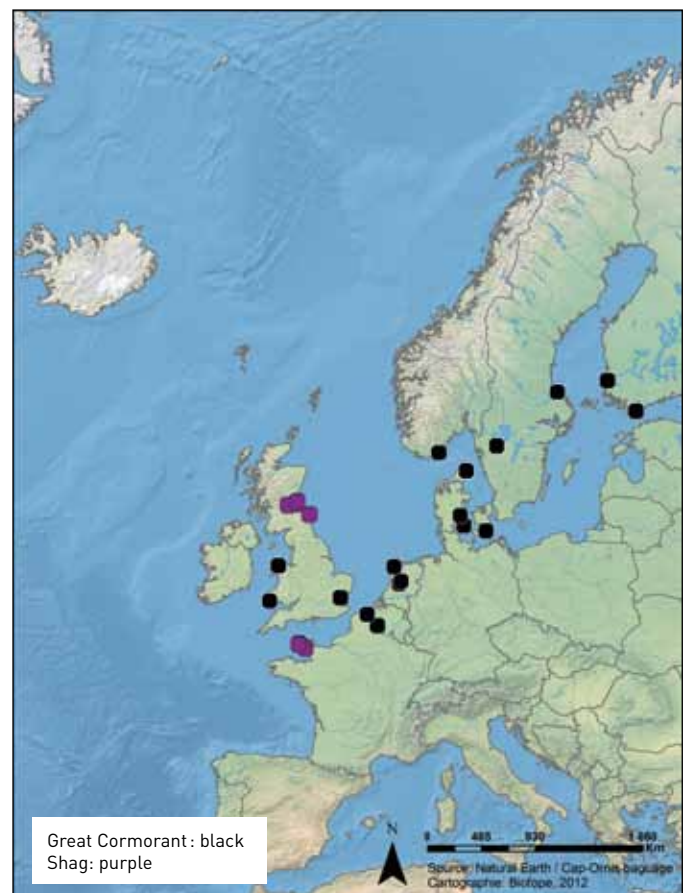 Great Cormorant : black
Shag: purple
N
0 465 930 1 860
Km
Source: Natural Earth / Cap-Ornis baguage
Cartographie: Biotope, 2012